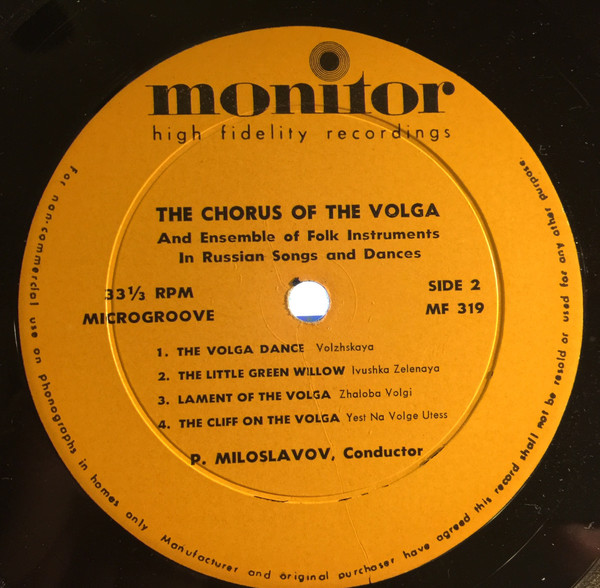 monitor
high fidelity recordings
THE CHORUS OF THE VOLGA
And Ensemble of Folk Instruments
In Russian Songs and Dances
33⅓ RPM
MICROGROOVE
SIDE 2
MF 319
1. THE VOLGA DANCE Volzhskaya
2. THE LITTLE GREEN WILLOW Ivushka Zelenaya
3. LAMENT OF THE VOLGA Zhaloba Volgi
4. THE CLIFF ON THE VOLGA Yest Na Volge Utess
P. MILOSLAVOV, Conductor
For non-commercial use on Phonographs in homes only Manufacturer and original purchaser have agreed this record shall not be resold or used for any other purpose.